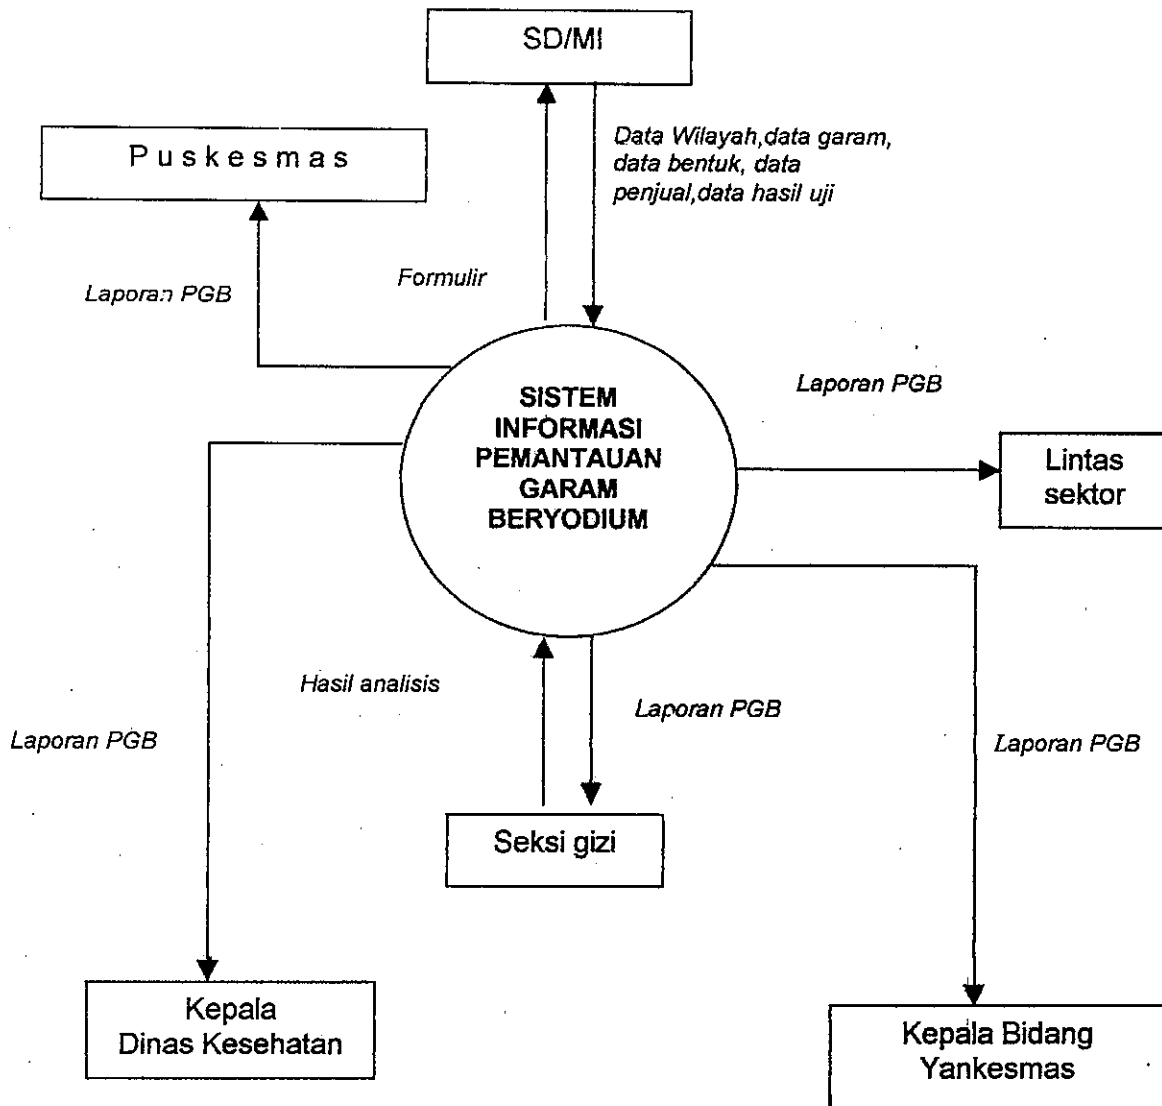 SD/MI
Puskesmas
Data Wilayah,data garam,
data bentuk, data
penjual,data hasil uji
Formulir
Laporan PGB
SISTEM
INFORMASI
PEMANTAUAN
GARAM
BERYODIUM
Laporan PGB
Lintas
sektor
Hasil analisis
Laporan PGB
Laporan PGB
Laporan PGB
Seksi gizi
Kepala
Dinas Kesehatan
Kepala Bidang
Yankesmas